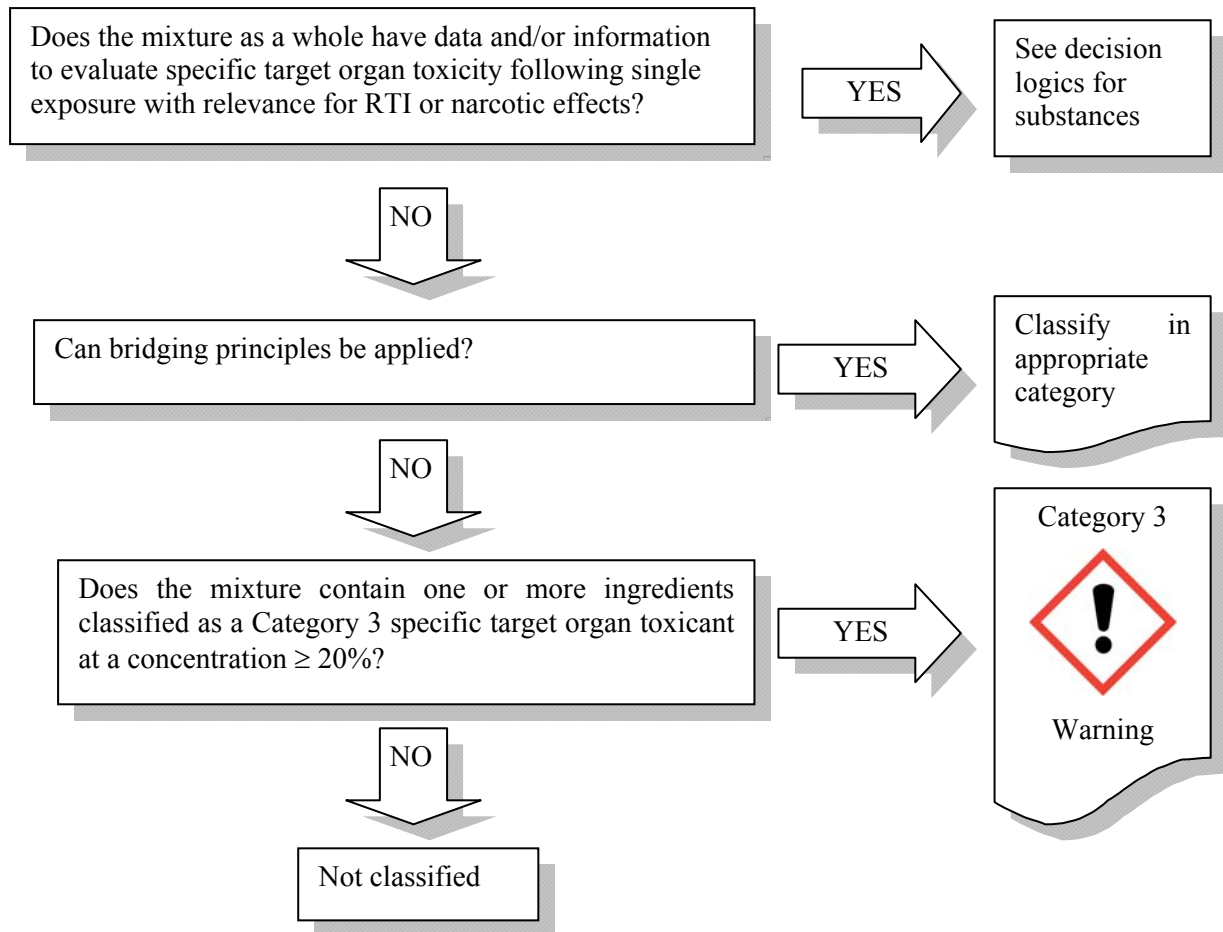 Does the mixture as a whole have data and/or information
to evaluate specific target organ toxicity following single
exposure with relevance for RTI or narcotic effects?
YES
See decision
logics for
substances
NO
Can bridging principles be applied?
YES
Classify in
appropriate
category
NO
Does the mixture contain one or more ingredients
classified as a Category 3 specific target organ toxicant
at a concentration ≥ 20%?
YES
Category 3
Warning
NO
Not classified